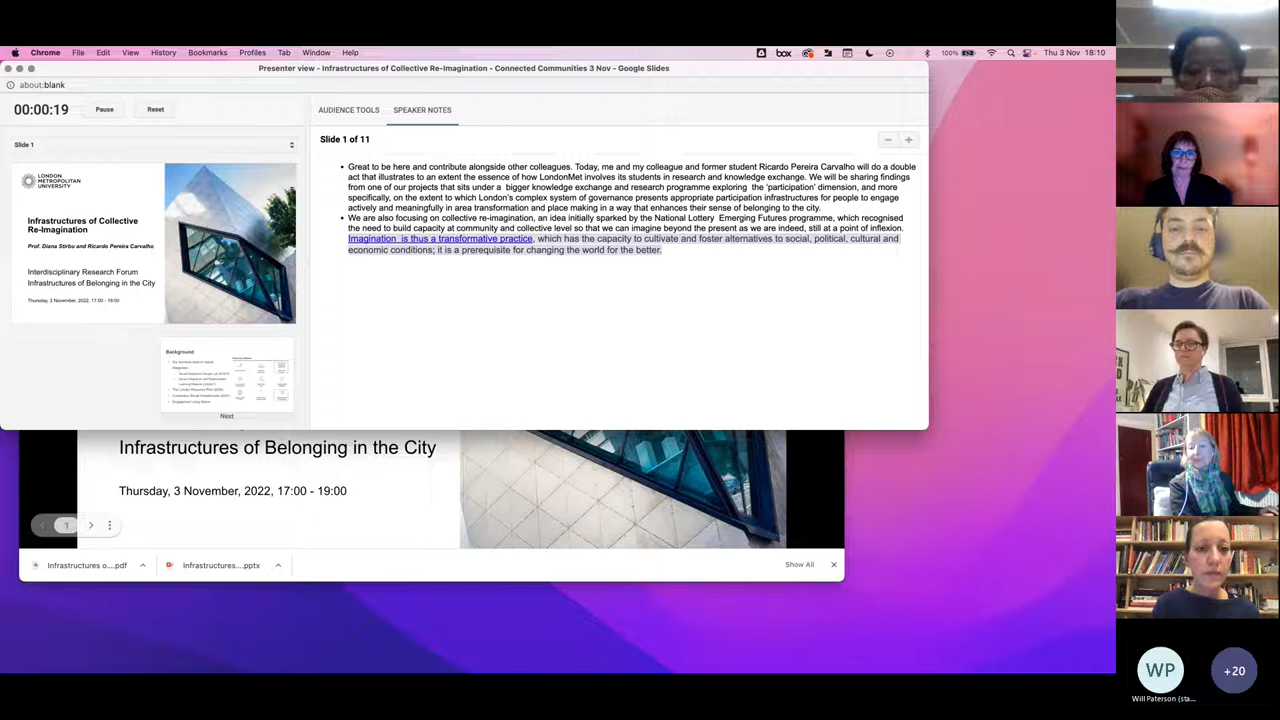 Chrome File Edit View History Bookmarks Profiles Tab Window Help
box
100%
Thu 3 Nov 18:10
Presenter view - Infrastructures of Collective Re-Imagination - Connected Communities 3 Nov - Google Slides
about:blank
00:00:19 Pause Reset
AUDIENCE TOOLS SPEAKER NOTES
Slide 1
Slide 1 of 11
LONDON
METROPOLITAN
UNIVERSITY
Infrastructures of Collective
Re-Imagination
Prof. Diana Stirbu and Ricardo Pereira Carvalho
Interdisciplinary Research Forum
Infrastructures of Belonging in the City
Thursday, 3 November, 2022, 17:00 - 19:00
• Great to be here and contribute alongside other colleagues. Today, me and my colleague and former student Ricardo Pereira Carvalho will do a double
act that illustrates to an extent the essence of how LondonMet involves its students in research and knowledge exchange. We will be sharing findings
from one of our projects that sits under a bigger knowledge exchange and research programme exploring the 'participation' dimension, and more
specifically, on the extent to which London's complex system of governance presents appropriate participation infrastructures for people to engage
actively and meaningfully in area transformation and place making in a way that enhances their sense of belonging to the city.
• We are also focusing on collective re-imagination, an idea initially sparked by the National Lottery Emerging Futures programme, which recognised
the need to build capacity at community and collective level so that we can imagine beyond the present as we are indeed, still at a point of inflexion.
Imagination is thus a transformative practice, which has the capacity to cultivate and foster alternatives to social, political, cultural and
economic conditions; it is a prerequisite for changing the world for the better.
Background
Next
Infrastructures of Belonging in the City
Thursday, 3 November, 2022, 17:00 - 19:00
1
Infrastructures o....pdf
Infrastructures....pptx
Show All
WP
+20
Will Paterson (sta...